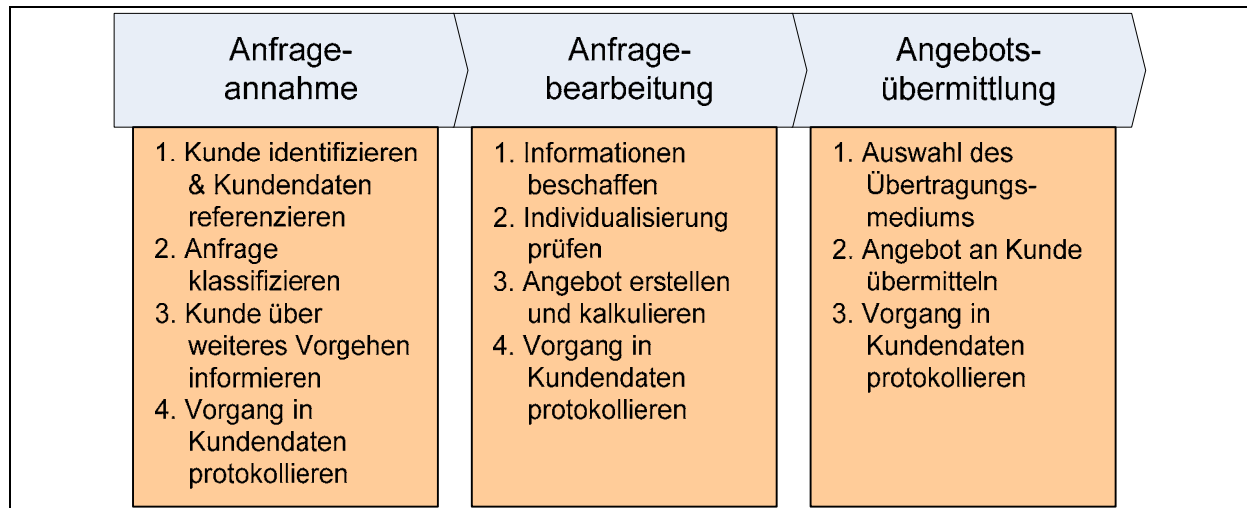 Anfrage-
annahme
1. Kunde identifizieren
& Kundendaten
referenzieren
2. Anfrage
klassifizieren
3. Kunde über
weiteres Vorgehen
informieren
4. Vorgang in
Kundendaten
protokollieren
Anfrage-
bearbeitung
1. Informationen
beschaffen
2. Individualisierung
prüfen
3. Angebot erstellen
und kalkulieren
4. Vorgang in
Kundendaten
protokollieren
Angebots-
übermittlung
1. Auswahl des
Übertragungs-
mediums
2. Angebot an Kunde
übermitteln
3. Vorgang in
Kundendaten
protokollieren